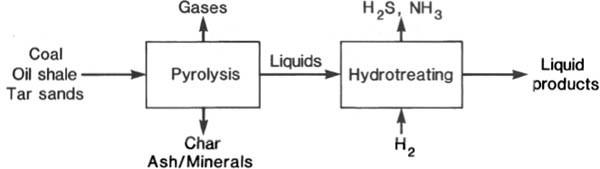 Gases
H₂S, NH₃
Coal
Oil shale
Tar sands
Pyrolysis
Liquids
Hydrotreating
Liquid
products
Char
Ash/Minerals
H₂